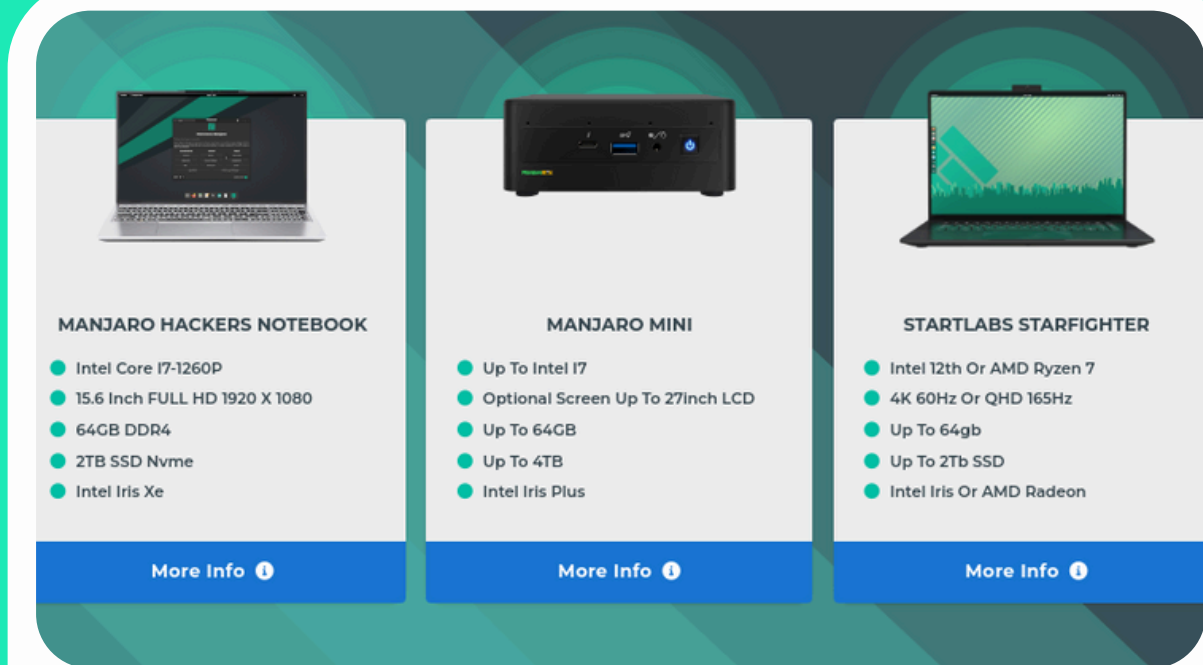 MANJARO HACKERS NOTEBOOK
Intel Core I7-1260P
15.6 Inch FULL HD 1920 X 1080
64GB DDR4
2TB SSD Nvme
Intel Iris Xe
More Info
MANJARO MINI
Up To Intel I7
Optional Screen Up To 27inch LCD
Up To 64GB
Up To 4TB
Intel Iris Plus
More Info
STARTLABS STARFIGHTER
Intel 12th Or AMD Ryzen 7
4K 60Hz Or QHD 165Hz
Up To 64gb
Up To 2Tb SSD
Intel Iris Or AMD Radeon
More Info